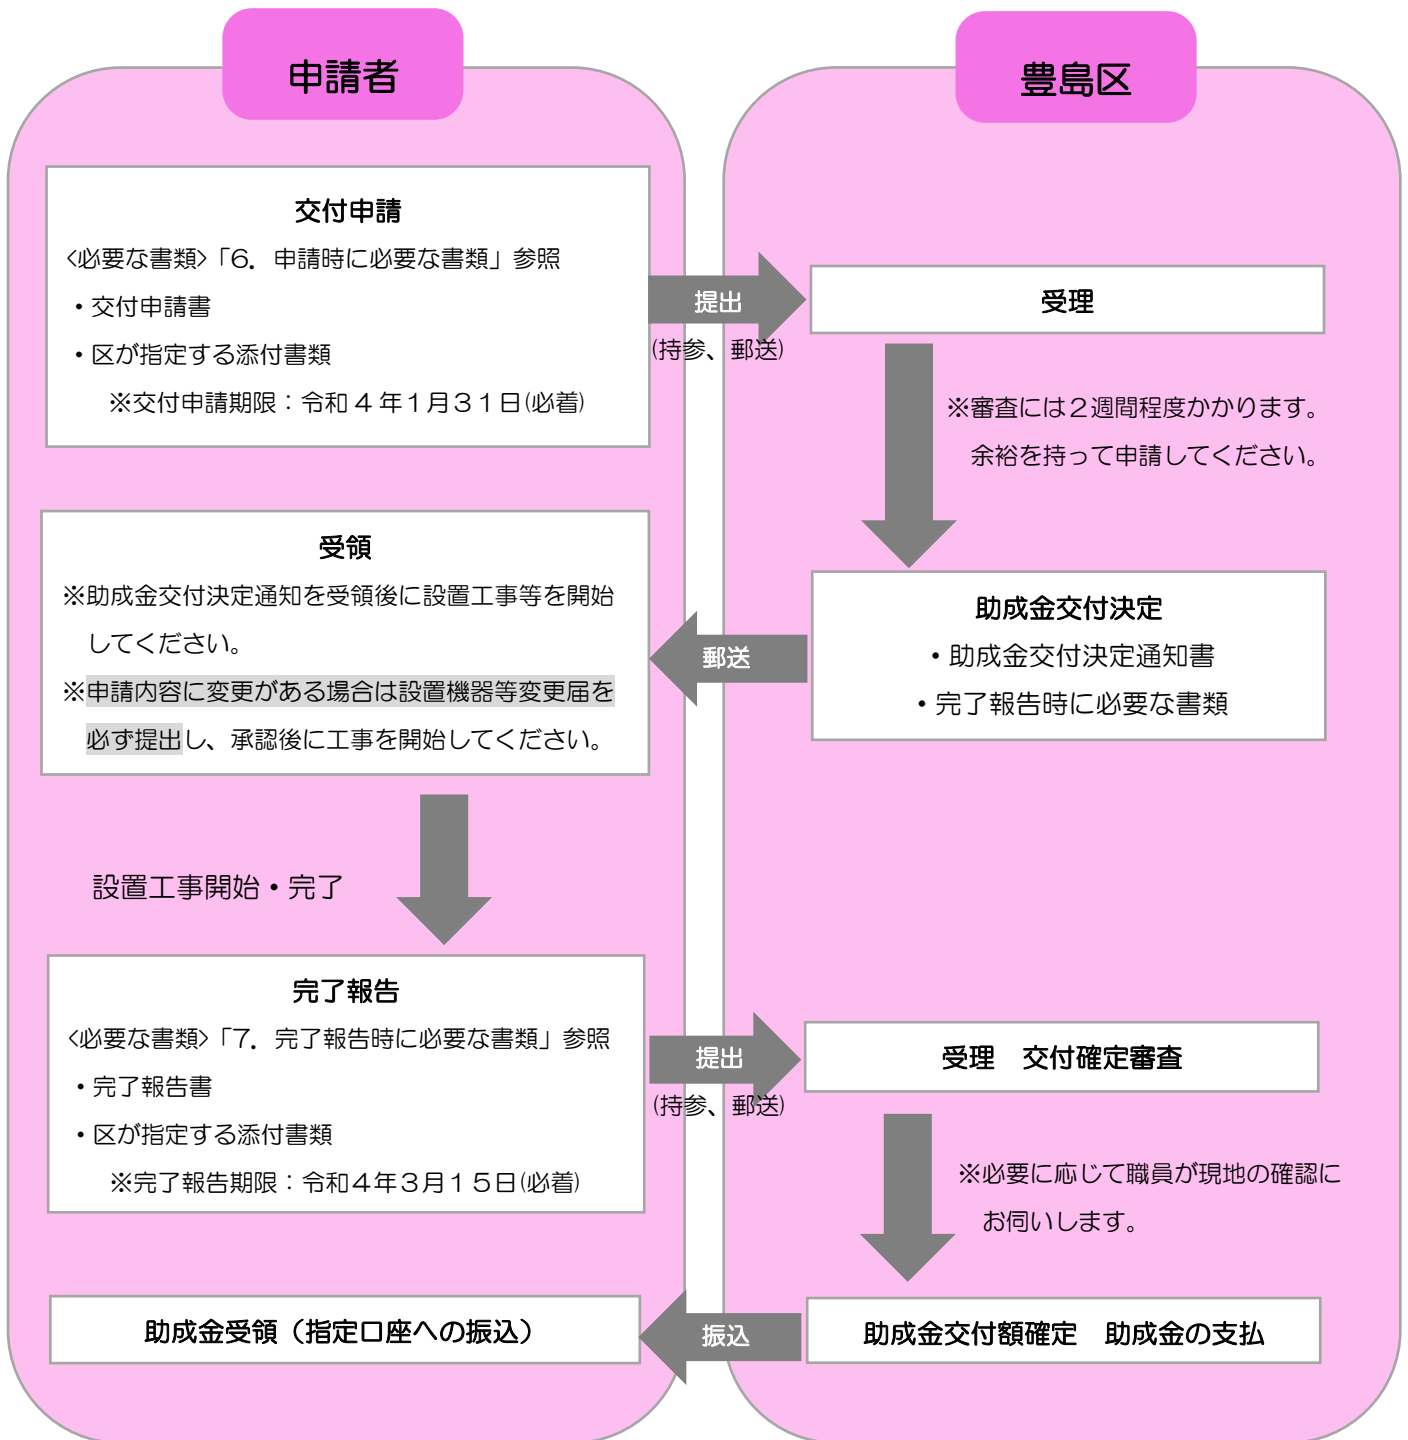 申請者
豊島区
交付申請
<必要な書類>「6．申請時に必要な書類」参照
・交付申請書
・区が指定する添付書類
※交付申請期限：令和４年１月３１日(必着)
提出
(持参、郵送)
受理
※審査には２週間程度かかります。
余裕を持って申請してください。
助成金交付決定
・助成金交付決定通知書
・完了報告時に必要な書類
郵送
受領
※助成金交付決定通知を受領後に設置工事等を開始
してください。
※申請内容に変更がある場合は設置機器等変更届を
必ず提出し、承認後に工事を開始してください。
設置工事開始・完了
完了報告
<必要な書類>「7．完了報告時に必要な書類」参照
・完了報告書
・区が指定する添付書類
※完了報告期限：令和４年３月１５日(必着)
提出
(持参、郵送)
受理　交付確定審査
※必要に応じて職員が現地の確認に
お伺いします。
助成金交付額確定　助成金の支払
振込
助成金受領（指定口座への振込）